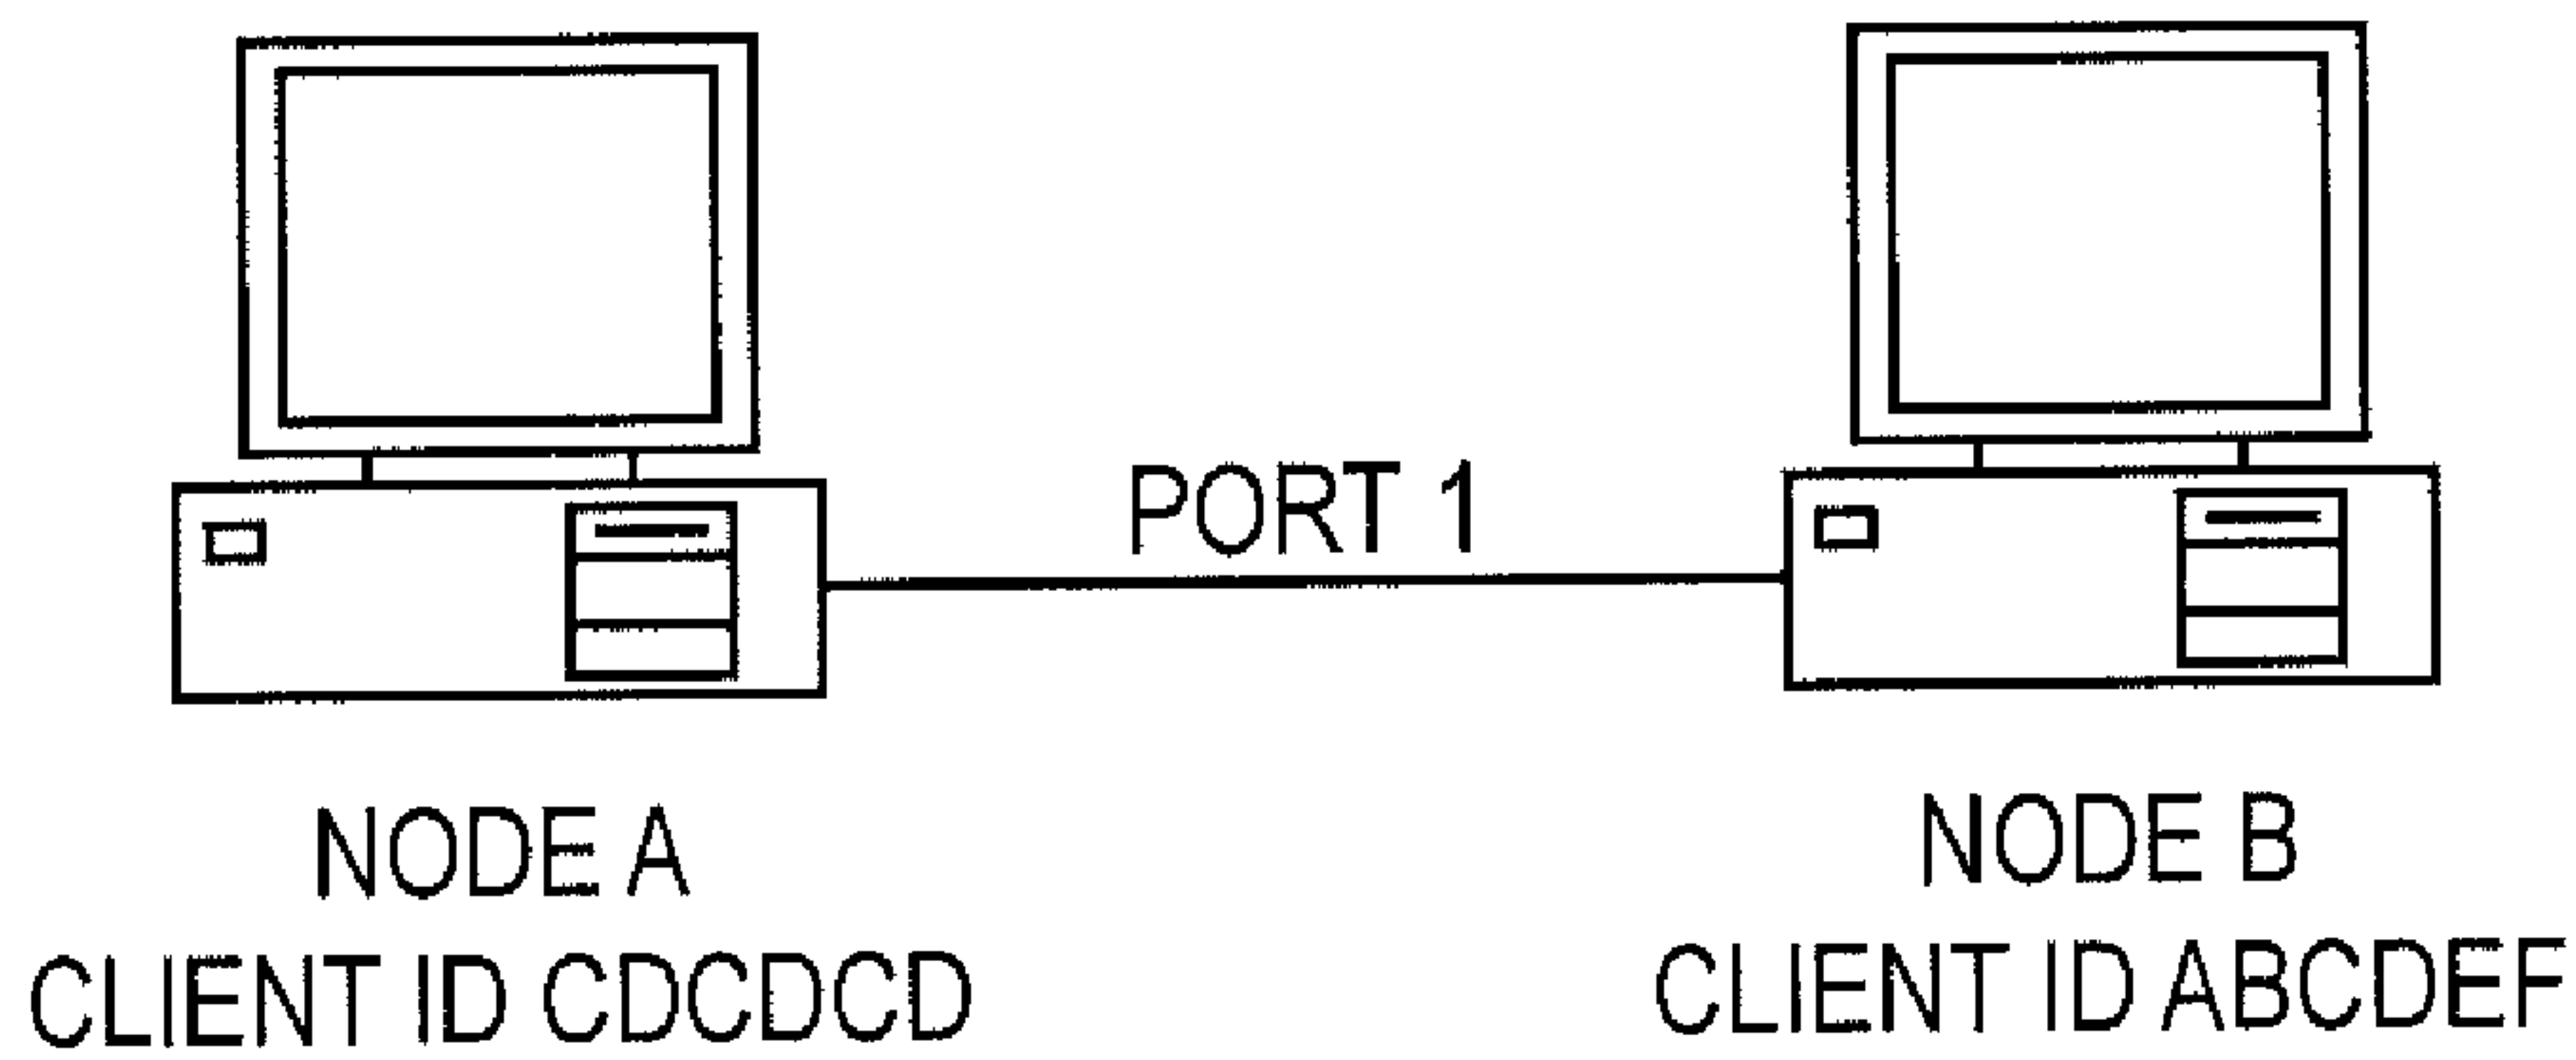 PORT 1
NODE A
CLIENT ID CDCDCD
NODE B
CLIENT ID ABCDEF